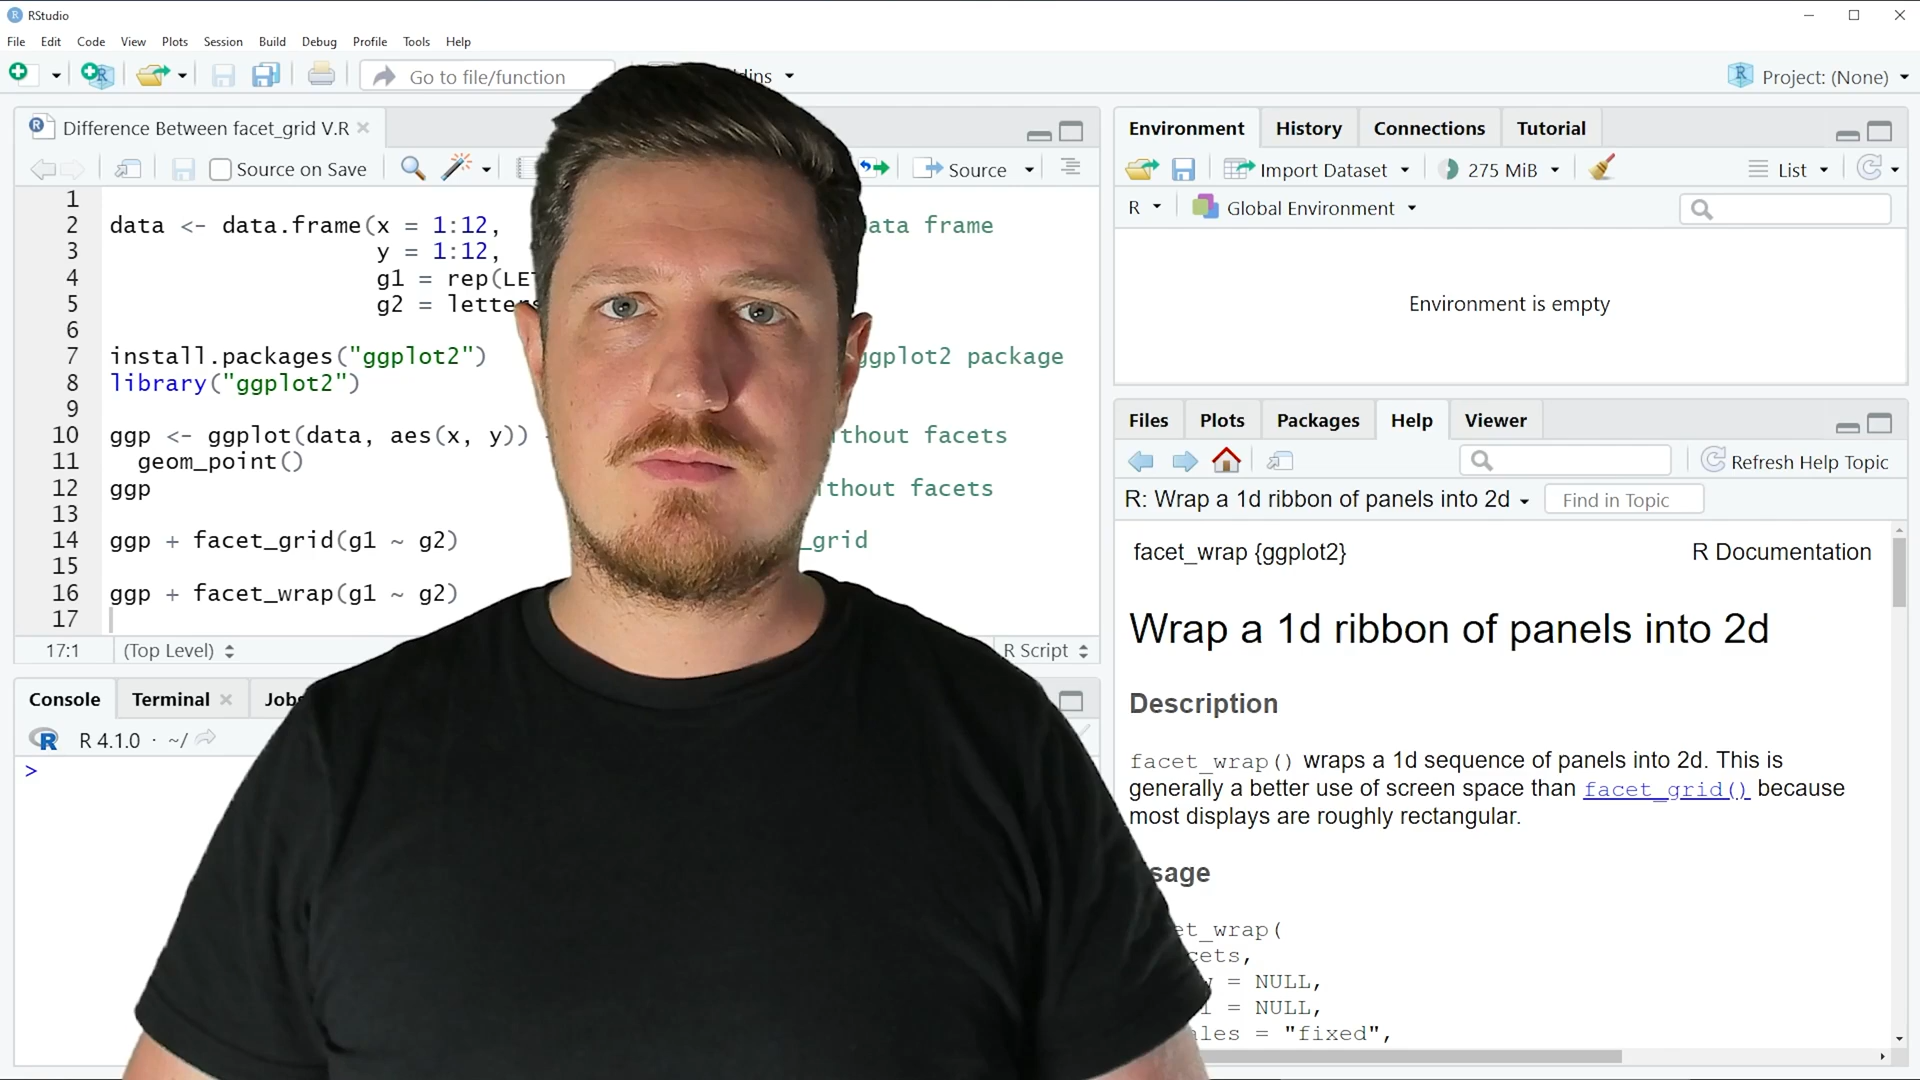 RStudio
File Edit Code View Plots Session Build Debug Profile Tools Help
Go to file/function
Project: (None)
Difference Between facet_grid V.R
Source on Save
Source
1
2 data <- data.frame(x = 1:12, frame
3 y = 1:12,
4 g1 = rep(
5 g2 =
6
7 install.packages("ggplot2") ggplot2 package
8 library("ggplot2")
9
10 ggp <- ggplot(data, aes(x, y)) facets
11 geom_point()
12 ggp facets
13
14 ggp + facet_grid(g1 ~ g2)
15
16 ggp + facet_wrap(g1 ~ g2)
17
17:1 (Top Level) R Script
Console Terminal
R 4.1.0 · ~/
>
Environment History Connections Tutorial
Import Dataset 275 MiB List
R Global Environment
Environment is empty
Files Plots Packages Help Viewer
Refresh Help Topic
R: Wrap a 1d ribbon of panels into 2d Find in Topic
facet_wrap {ggplot2} R Documentation
Wrap a 1d ribbon of panels into 2d
Description
facet_wrap() wraps a 1d sequence of panels into 2d. This is
generally a better use of screen space than facet_grid() because
most displays are roughly rectangular.
= NULL,
= NULL,
= "fixed",